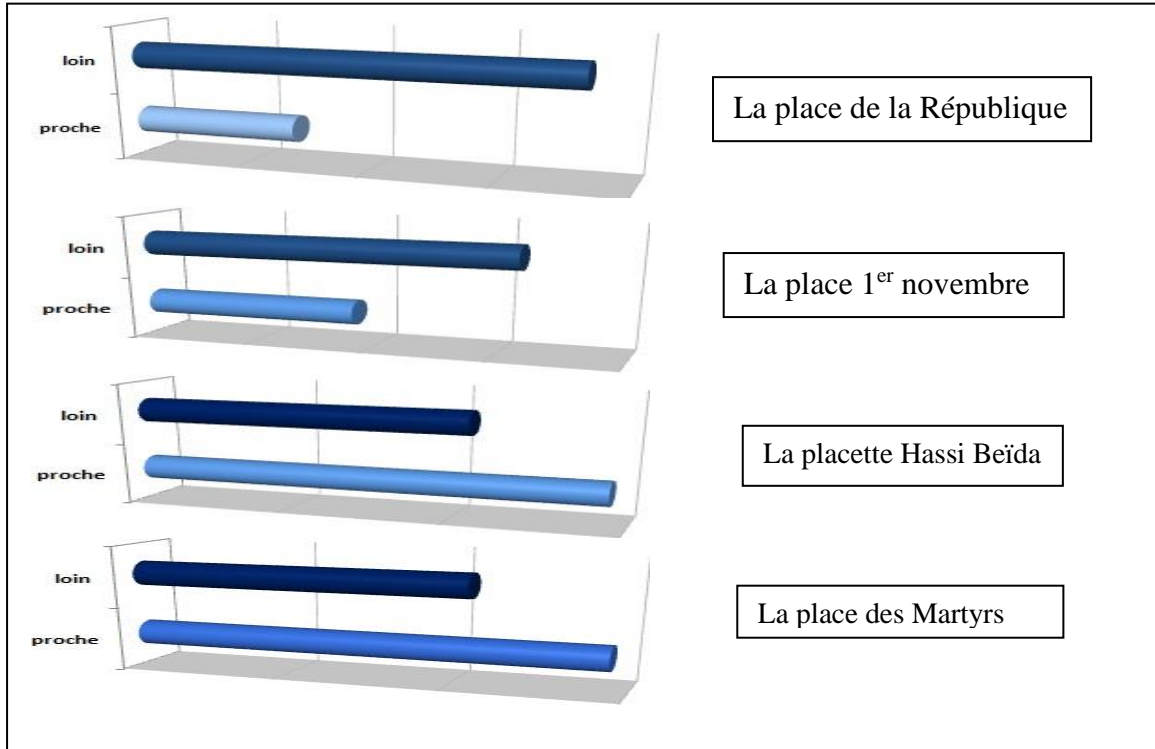 loin
proche
La place de la République
loin
proche
La place 1er novembre
loin
proche
La placette Hassi Beïda
loin
proche
La place des Martyrs